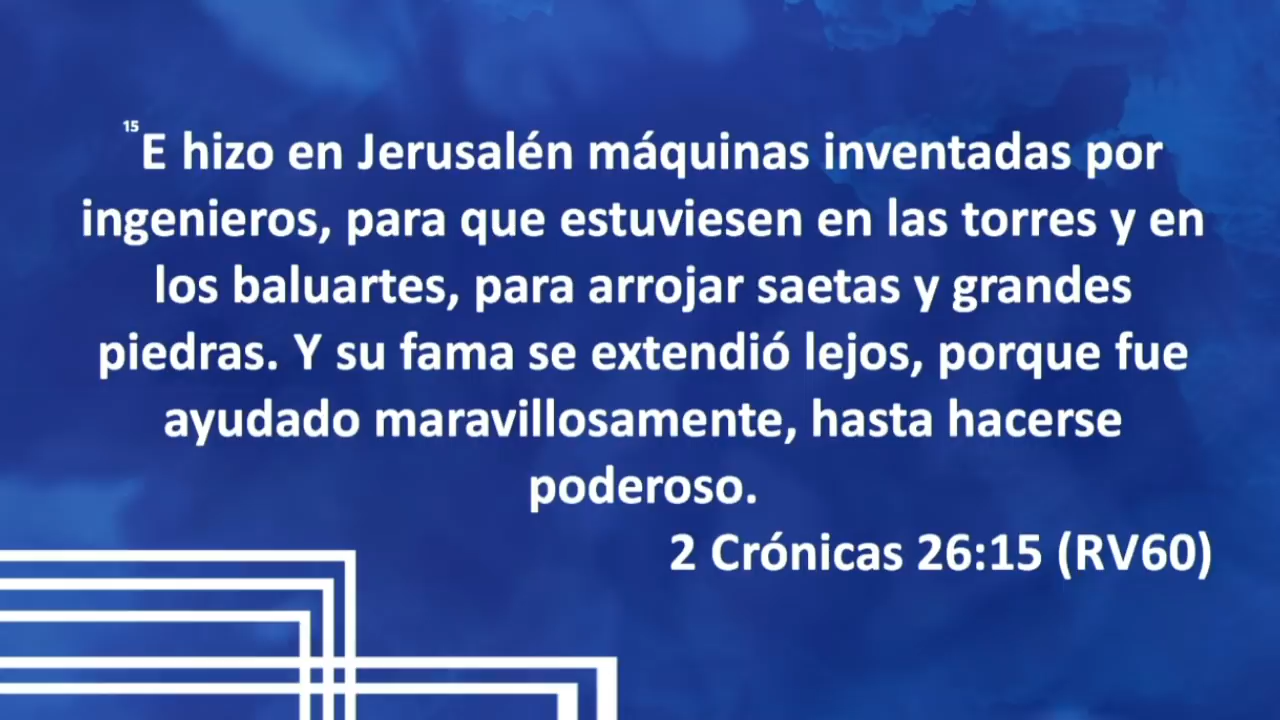 15 E hizo en Jerusalén máquinas inventadas por
ingenieros, para que estuviesen en las torres y en
los baluartes, para arrojar saetas y grandes
piedras. Y su fama se extendió lejos, porque fue
ayudado maravillosamente, hasta hacerse
poderoso.
2 Crónicas 26:15 (RV60)